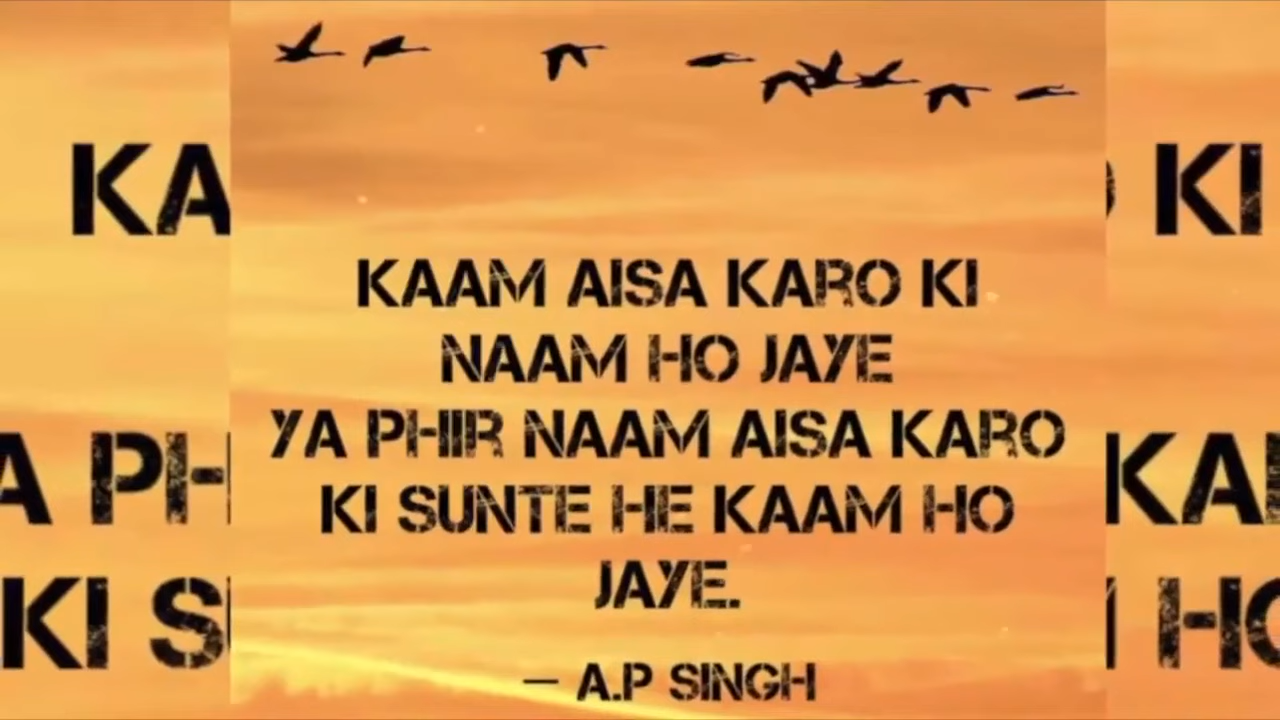 KAAM AISA KARO KI
NAAM HO JAYE
YA PHIR NAAM AISA KARO
KI SUNTE HE KAAM HO
JAYE.
— A.P SINGH